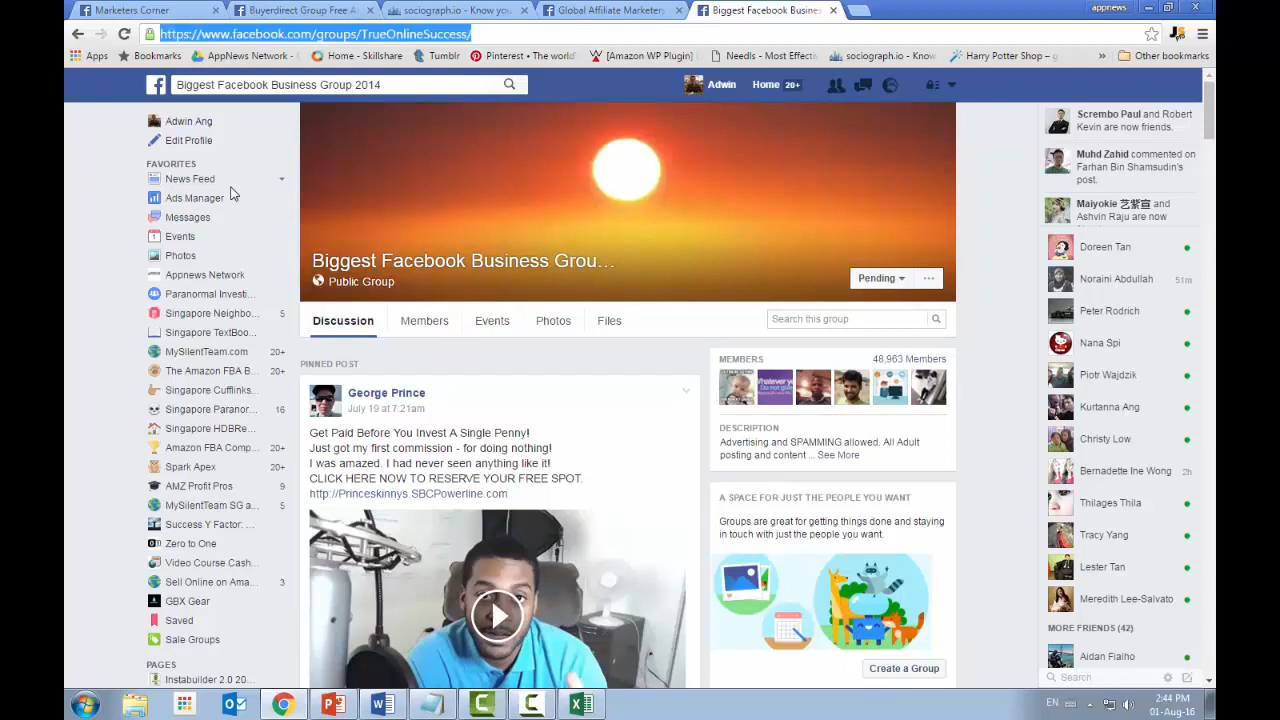 Marketers Corner
Buyerdirect Group Free A
sociograph.io - Know you
Global Affiliate Marketers
Biggest Facebook Busines
appnews
https://www.facebook.com/groups/TrueOnlineSuccess/
Apps
Bookmarks
AppNews Network -
Home - Skillshare
Tumblr
Pinterest • The world'
[Amazon WP Plugin]
Needls - Most Effecti
sociograph.io - Know
Harry Potter Shop – g
»
Other bookmarks
Biggest Facebook Business Group 2014
Adwin
Home 20+
Adwin Ang
Edit Profile
FAVORITES
News Feed
Ads Manager
Messages
Events
Photos
Appnews Network
Paranormal Investi...
Singapore Neighbo... 5
Singapore TextBoo...
MySilentTeam.com 20+
The Amazon FBA B... 20+
Singapore Cufflinks...
Singapore Paranor... 16
Singapore HDBRe...
Amazon FBA Comp... 20+
Spark Apex 20+
AMZ Profit Pros 9
MySilentTeam SG a... 5
Success Y Factor: ...
Zero to One
Video Course Cash...
Sell Online on Ama... 3
GBX Gear
Saved
Sale Groups
PAGES
Instabuilder 2.0 20...
Biggest Facebook Business Grou...
Public Group
Pending
...
Discussion
Members
Events
Photos
Files
Search this group
PINNED POST
George Prince
July 19 at 7:21am
Get Paid Before You Invest A Single Penny!
Just got my first commission - for doing nothing!
I was amazed. I had never seen anything like it!
CLICK HERE NOW TO RESERVE YOUR FREE SPOT.
http://Princeskinnys.SBCPowerline.com
MEMBERS
48,963 Members
DESCRIPTION
Advertising and SPAMMING allowed. All Adult
posting and content ... See More
A SPACE FOR JUST THE PEOPLE YOU WANT
Groups are great for getting things done and staying
in touch with just the people you want.
Create a Group
Scrembo Paul and Robert
Kevin are now friends.
Muhd Zahid commented on
Farhan Bin Shamsudin's
post.
Maiyokie 艺紫宣 and
Ashvin Raju are now
Doreen Tan
Noraini Abdullah 51m
Peter Rodrich
Nana Spi
Piotr Wajdzik
Kurtanna Ang
Christy Low
Bernadette Ine Wong 2h
Thilages Thila
Tracy Yang
Lester Tan
Meredith Lee-Salvato
MORE FRIENDS (42)
Aidan Fialho
Search
EN
2:44 PM
01-Aug-16